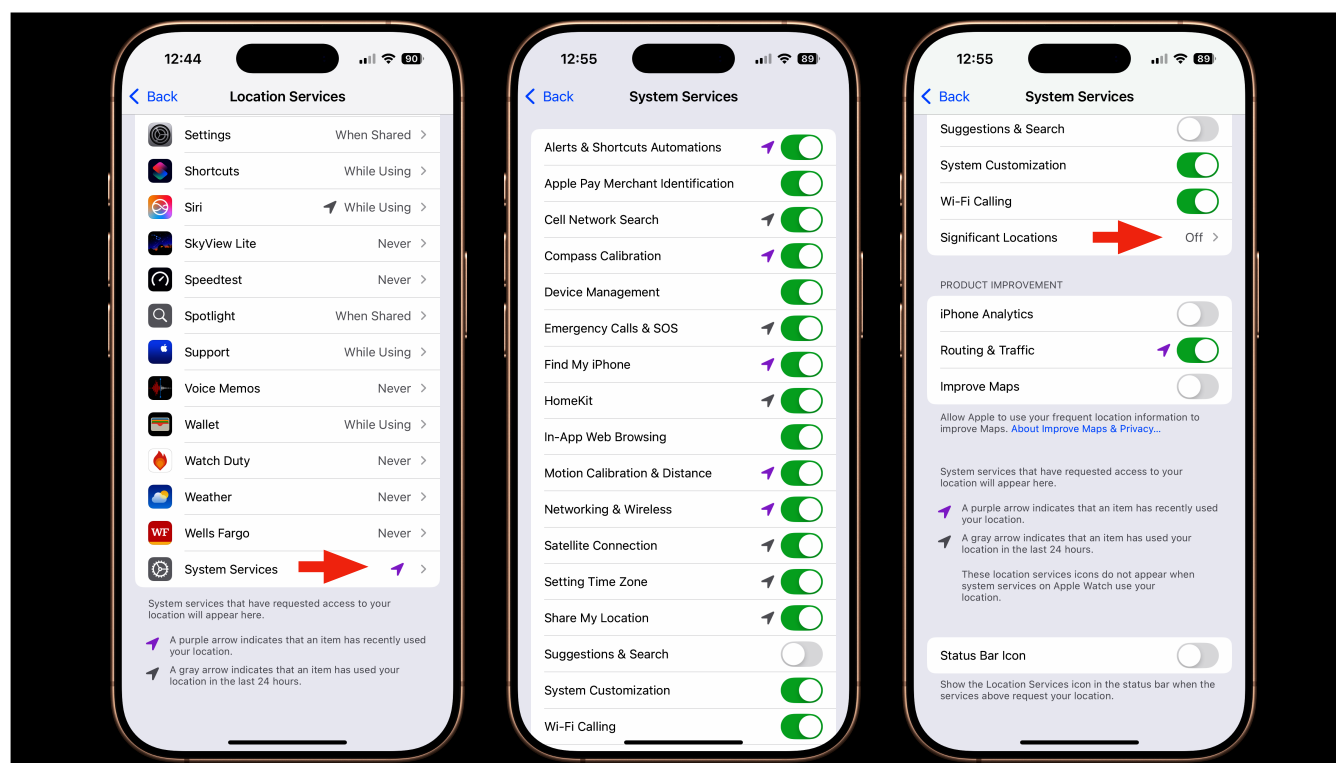 12:44
90
Back
Location Services
Settings When Shared
Shortcuts While Using
Siri While Using
SkyView Lite Never
Speedtest Never
Spotlight When Shared
Support While Using
Voice Memos Never
Wallet While Using
Watch Duty Never
Weather Never
WF Wells Fargo Never
System Services
System services that have requested access to your
location will appear here.
A purple arrow indicates that an item has recently used
your location.
A gray arrow indicates that an item has used your
location in the last 24 hours.
12:55
89
Back
System Services
Alerts & Shortcuts Automations
Apple Pay Merchant Identification
Cell Network Search
Compass Calibration
Device Management
Emergency Calls & SOS
Find My iPhone
HomeKit
In-App Web Browsing
Motion Calibration & Distance
Networking & Wireless
Satellite Connection
Setting Time Zone
Share My Location
Suggestions & Search
System Customization
Wi-Fi Calling
12:55
89
Back
System Services
Suggestions & Search
System Customization
Wi-Fi Calling
Significant Locations Off
PRODUCT IMPROVEMENT
iPhone Analytics
Routing & Traffic
Improve Maps
Allow Apple to use your frequent location information to
improve Maps. About Improve Maps & Privacy...
System services that have requested access to your
location will appear here.
A purple arrow indicates that an item has recently used
your location.
A gray arrow indicates that an item has used your
location in the last 24 hours.
These location services icons do not appear when
system services on Apple Watch use your
location.
Status Bar Icon
Show the Location Services icon in the status bar when the
services above request your location.